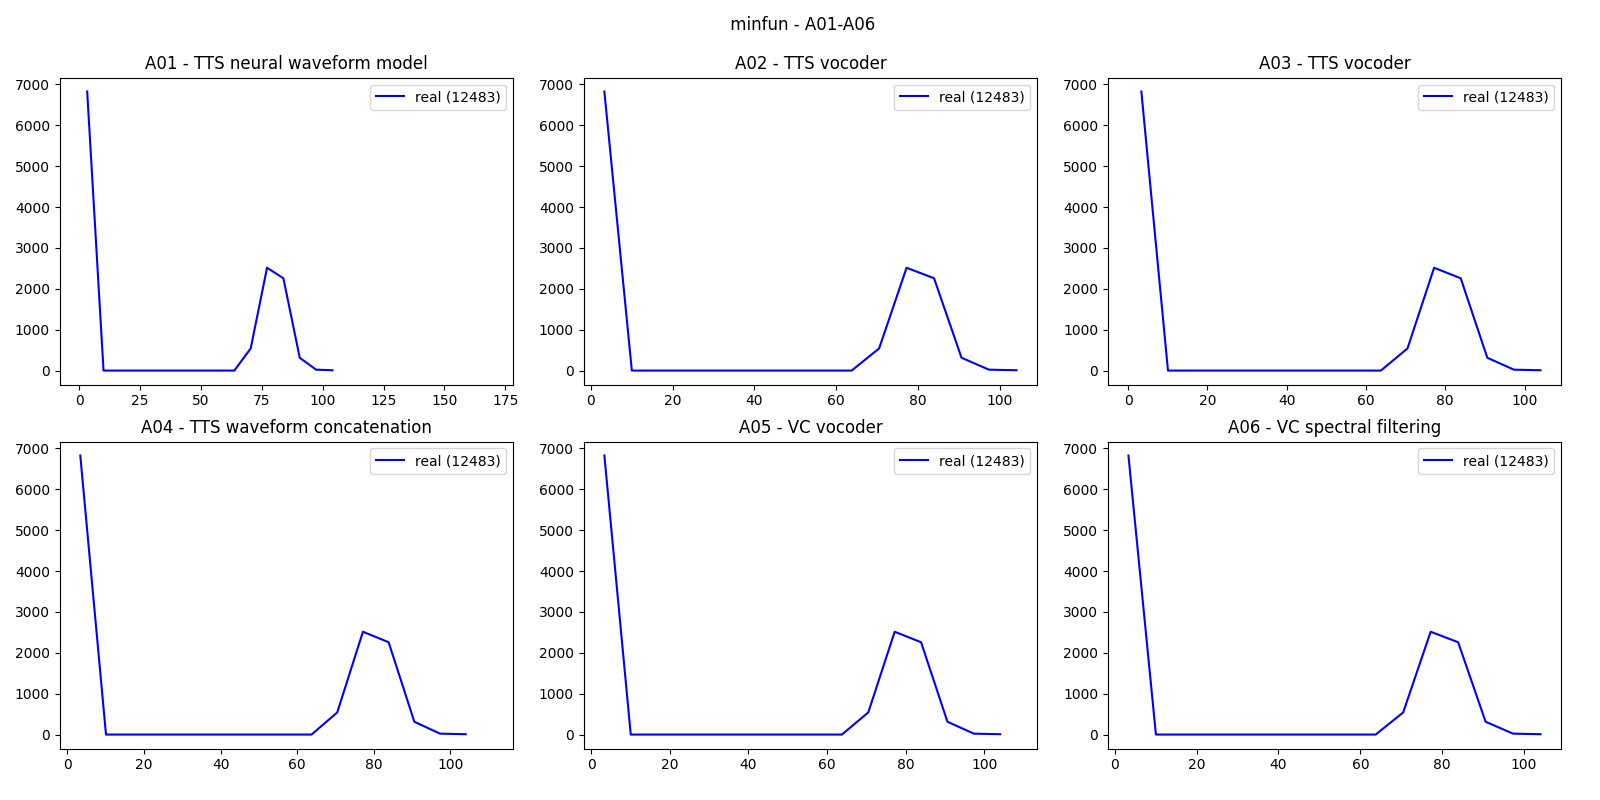 minfun - A01-A06
A01 - TTS neural waveform model
7000
6000
5000
4000
3000
2000
1000
0
real (12483)
0 25 50 75 100 125 150 175
A02 - TTS vocoder
7000
6000
5000
4000
3000
2000
1000
0
real (12483)
0 20 40 60 80 100
A03 - TTS vocoder
7000
6000
5000
4000
3000
2000
1000
0
real (12483)
0 20 40 60 80 100
A04 - TTS waveform concatenation
7000
6000
5000
4000
3000
2000
1000
0
real (12483)
0 20 40 60 80 100
A05 - VC vocoder
7000
6000
5000
4000
3000
2000
1000
0
real (12483)
0 20 40 60 80 100
A06 - VC spectral filtering
7000
6000
5000
4000
3000
2000
1000
0
real (12483)
0 20 40 60 80 100